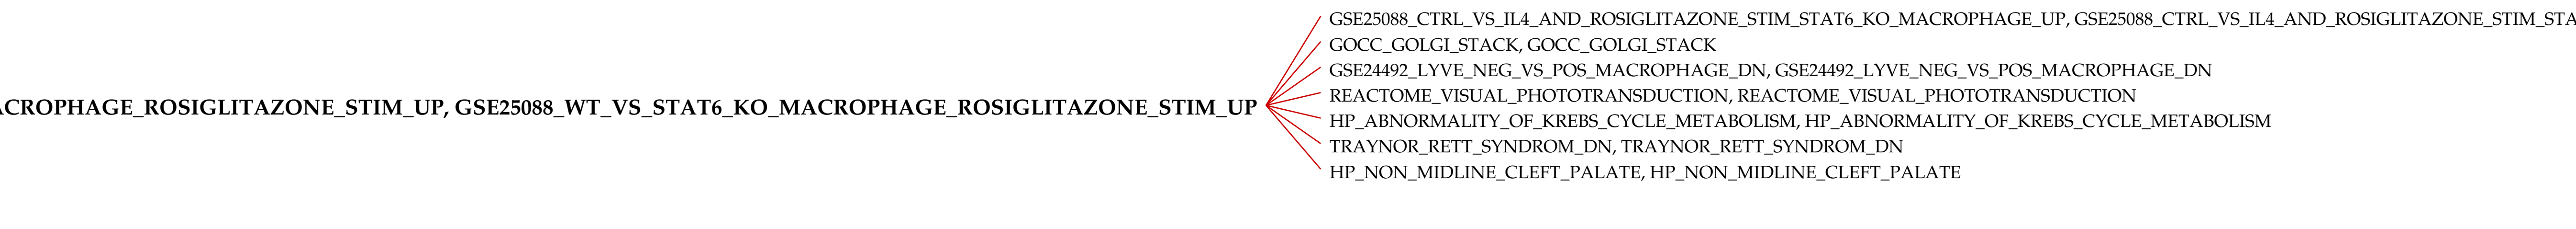 GSE25088_CTRL_VS_IL4_AND_ROSIGLITAZONE_STIM_STAT6_KO_MACROPHAGE_UP, GSE25088_CTRL_VS_IL4_AND_ROSIGLITAZONE_STIM_STA
GOCC_GOLGI_STACK, GOCC_GOLGI_STACK
GSE24492_LYVE_NEG_VS_POS_MACROPHAGE_DN, GSE24492_LYVE_NEG_VS_POS_MACROPHAGE_DN
REACTOME_VISUAL_PHOTOTRANSDUCTION, REACTOME_VISUAL_PHOTOTRANSDUCTION
ACROPHAGE_ROSIGLITAZONE_STIM_UP, GSE25088_WT_VS_STAT6_KO_MACROPHAGE_ROSIGLITAZONE_STIM_UP
HP_ABNORMALITY_OF_KREBS_CYCLE_METABOLISM, HP_ABNORMALITY_OF_KREBS_CYCLE_METABOLISM
TRAYNOR_RETT_SYNDROM_DN, TRAYNOR_RETT_SYNDROM_DN
HP_NON_MIDLINE_CLEFT_PALATE, HP_NON_MIDLINE_CLEFT_PALATE